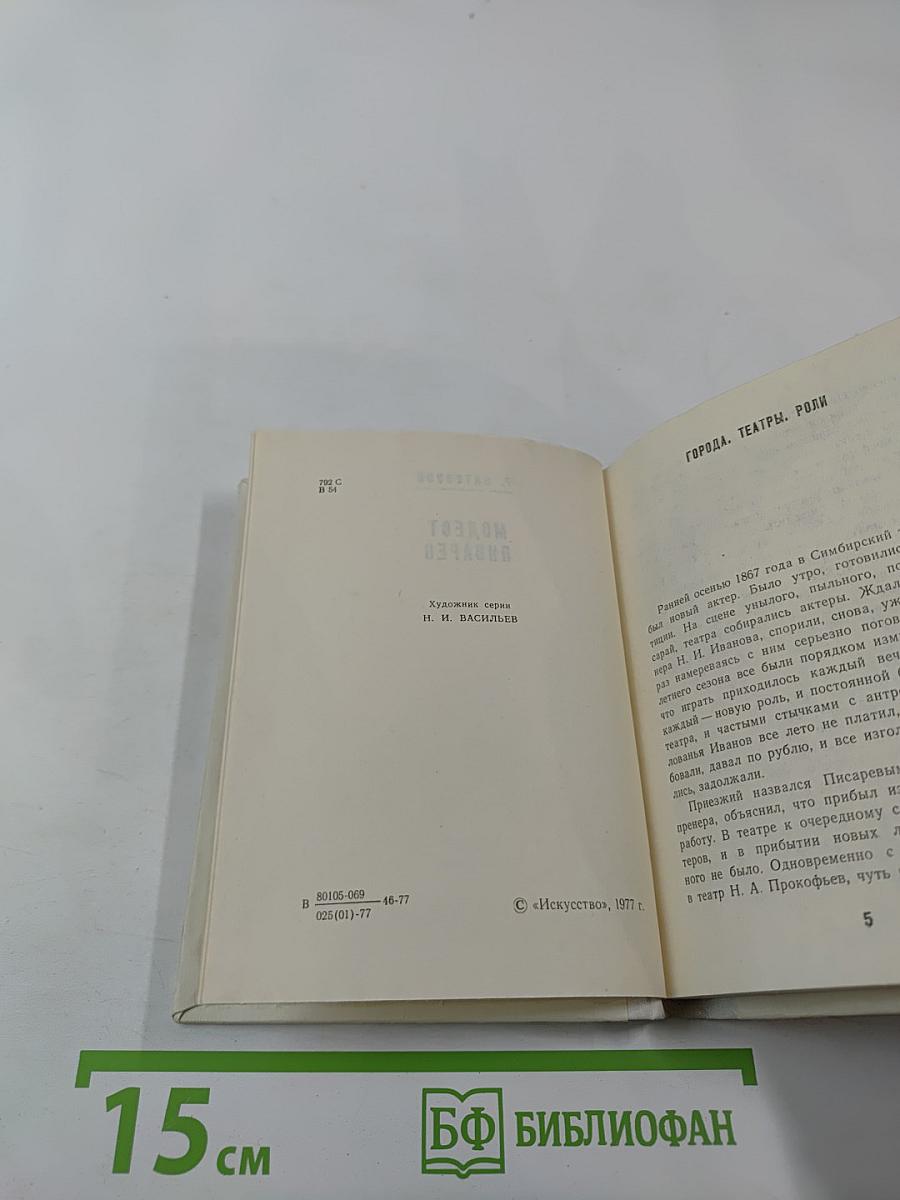 792 С
В 54
Художник серии
Н. И. ВАСИЛЬЕВ
В 80105-069 46-77
025(01)-77
© «Искусство», 1977 г.
ГОРОДА. ТЕАТРЫ. РОЛИ
Ранней осенью 1867 года в Симбирский
был новый актер. Было утро, готовились
тиции. На сцене унылого, пыльного, по
сарай, театра собирались актеры. Ждал
нера Н. И. Иванова, спорили, снова, уж
раз намереваясь с ним серьезно погов
летнего сезона все были порядком изм
что играть приходилось каждый веч
каждый — новую роль, и постоянной
театра, и частыми стычками с антр
лованья Иванов все лето не платил,
бовали, давал по рублю, и все изгол
лись, задолжали.
Приезжий назвался Писаревым
пренера, объяснил, что прибыл из
работу. В театре к очередному с
теров, и в прибытии новых л
ного не было. Одновременно с
в театр Н. А. Прокофьев, чуть
5
15 см
БФ БИБЛИОФАН